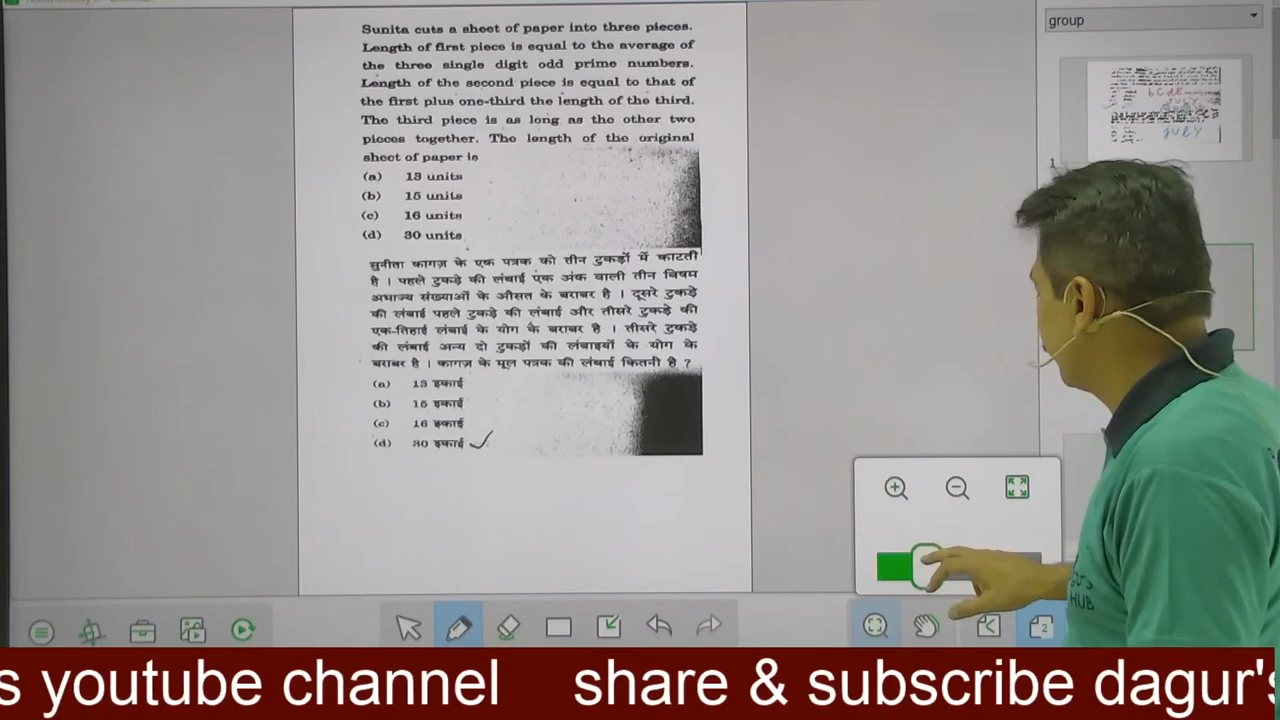 group
Sunita cuts a sheet of paper into three pieces.
Length of first piece is equal to the average of
the three single digit odd prime numbers.
Length of the second piece is equal to that of
the first plus one-third the length of the third.
The third piece is as long as the other two
pieces together. The length of the original
sheet of paper is
(a) 13 units
(b) 15 units
(c) 16 units
(d) 30 units
सुनीता कागज़ के एक पत्रक को तीन टुकड़ों में काटती
है । पहले टुकड़े की लंबाई एक अंक वाली तीन विषम
अभाज्य संख्याओं के औसत के बराबर है । दूसरे टुकड़े
की लंबाई पहले टुकड़े की लंबाई और तीसरे टुकड़े की
एक-तिहाई लंबाई के योग के बराबर है । तीसरे टुकड़े
की लंबाई अन्य दो टुकड़ों की लंबाइयों के योग के
बराबर है । कागज़ के मूल पत्रक की लंबाई कितनी है ?
(a) 13 इकाई
(b) 15 इकाई
(c) 16 इकाई
(d) 30 इकाई
1
2
HUB
s youtube channel share & subscribe dagur's